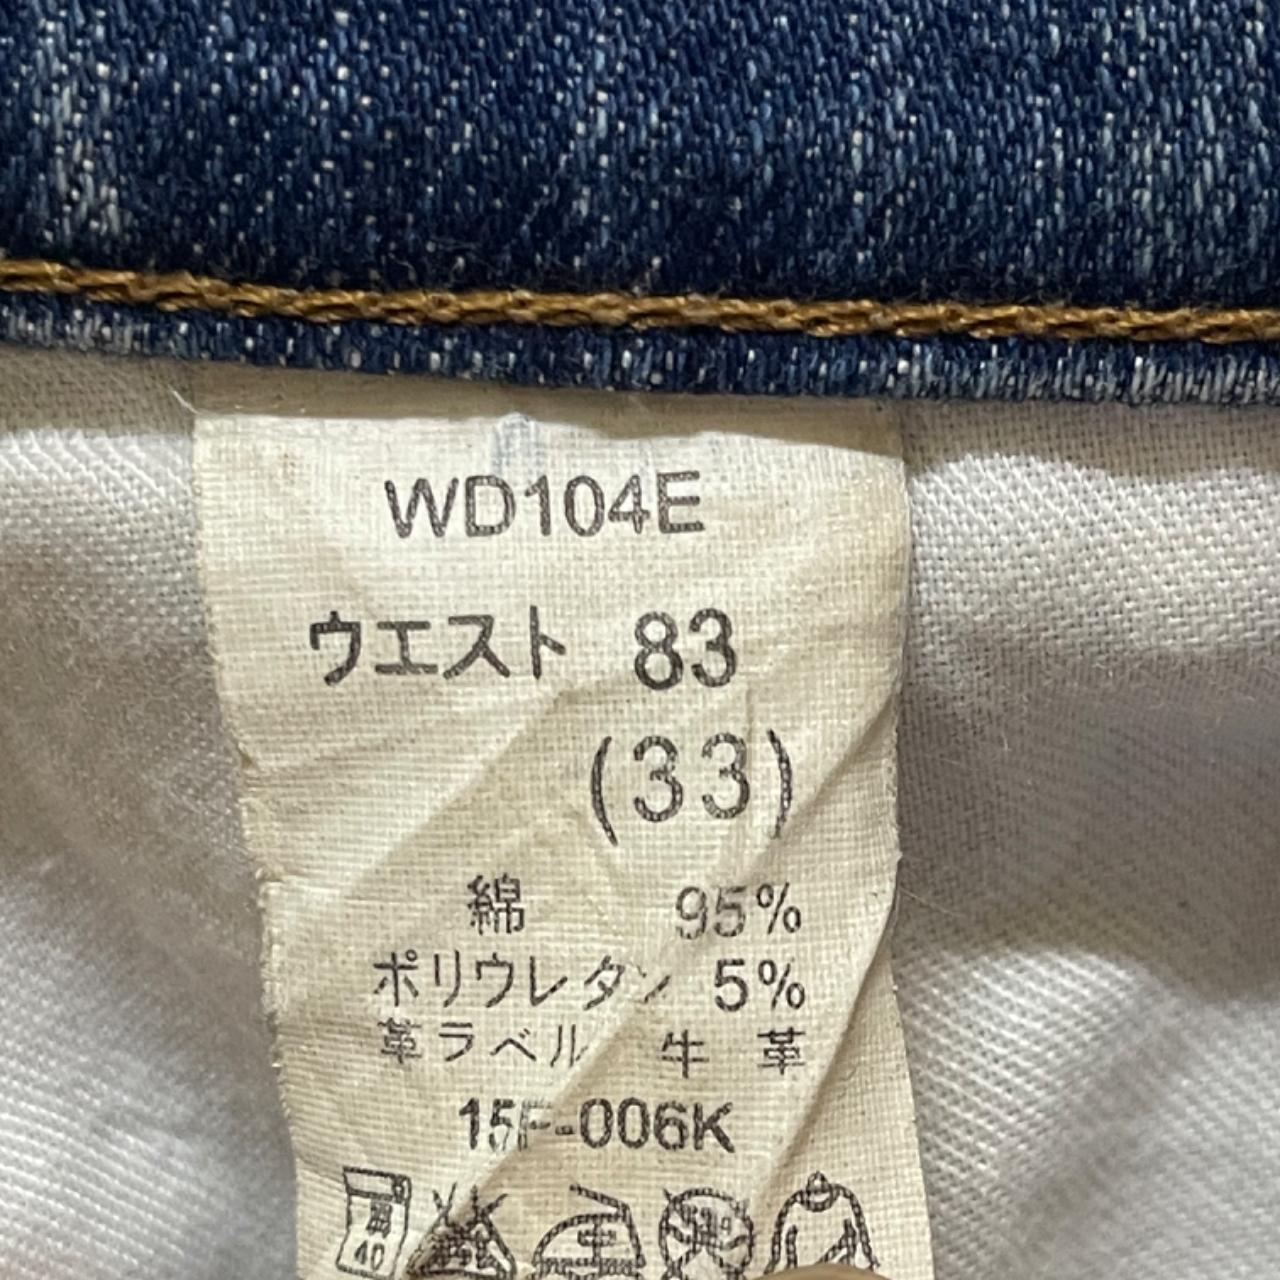 WD104E
ウエスト 83
(33)
綿 95%
ポリウレタン 5%
革ラベル 牛 革
15F-006K
40